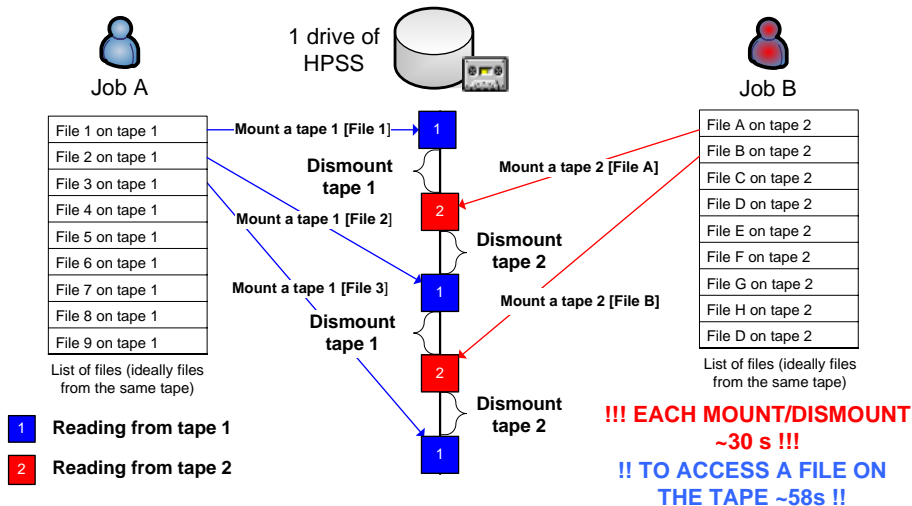 1 drive of
HPSS
Job A
Job B
File 1 on tape 1
File 2 on tape 1
File 3 on tape 1
File 4 on tape 1
File 5 on tape 1
File 6 on tape 1
File 7 on tape 1
File 8 on tape 1
File 9 on tape 1
List of files (ideally files
from the same tape)
Mount a tape 1 [File 1]
1
Dismount
tape 1
Mount a tape 2 [File A]
2
Mount a tape 1 [File 2]
Dismount
tape 2
Mount a tape 1 [File 3]
1
Mount a tape 2 [File B]
Dismount
tape 1
2
Dismount
tape 2
1
File A on tape 2
File B on tape 2
File C on tape 2
File D on tape 2
File E on tape 2
File F on tape 2
File G on tape 2
File H on tape 2
File D on tape 2
List of files (ideally files
from the same tape)
1 Reading from tape 1
2 Reading from tape 2
!!! EACH MOUNT/DISMOUNT
~30 s !!!
!! TO ACCESS A FILE ON
THE TAPE ~58s !!